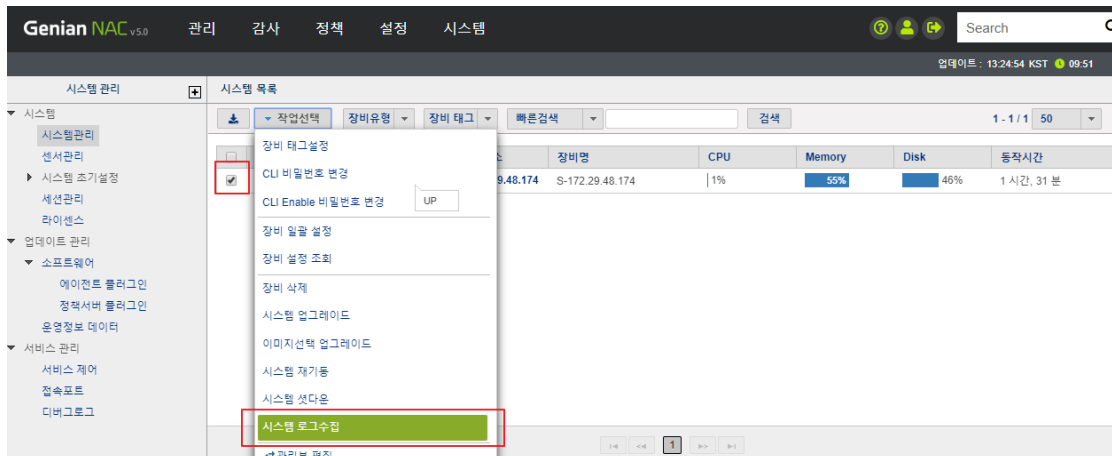 Genian NAC v5.0 관리 감사 정책 설정 시스템 Search
업데이트 : 13:24:54 KST 09:51
시스템 관리 시스템 목록
시스템
시스템관리
센서관리
시스템 초기설정
세션관리
라이센스
업데이트 관리
소프트웨어
에이전트 플러그인
정책서버 플러그인
운영정보 데이터
서비스 관리
서비스 제어
접속포트
디버그로그
작업선택 장비유형 장비 태그 빠른검색 검색 1 - 1 / 1 50
장비명 CPU Memory Disk 동작시간
9.48.174 S-172.29.48.174 1% 55% 46% 1 시간, 31 분
장비 태그설정
CLI 비밀번호 변경
CLI Enable 비밀번호 변경
UP
장비 일괄 설정
장비 설정 조회
장비 삭제
시스템 업그레이드
이미지선택 업그레이드
시스템 재기동
시스템 셧다운
시스템 로그수집
1